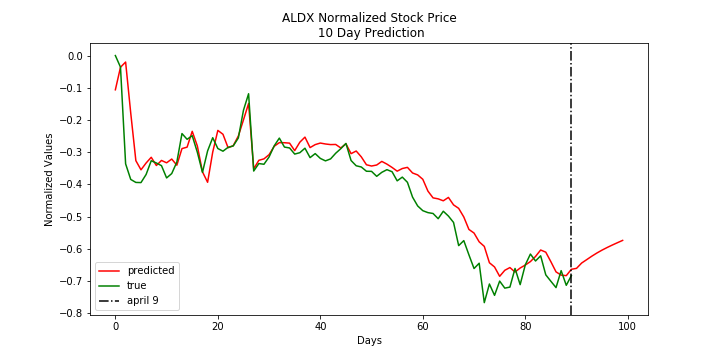 ALDX Normalized Stock Price
10 Day Prediction
Normalized Values
0.0
−0.1
−0.2
−0.3
−0.4
−0.5
−0.6
−0.7
−0.8
predicted
true
april 9
0 20 40 60 80 100
Days